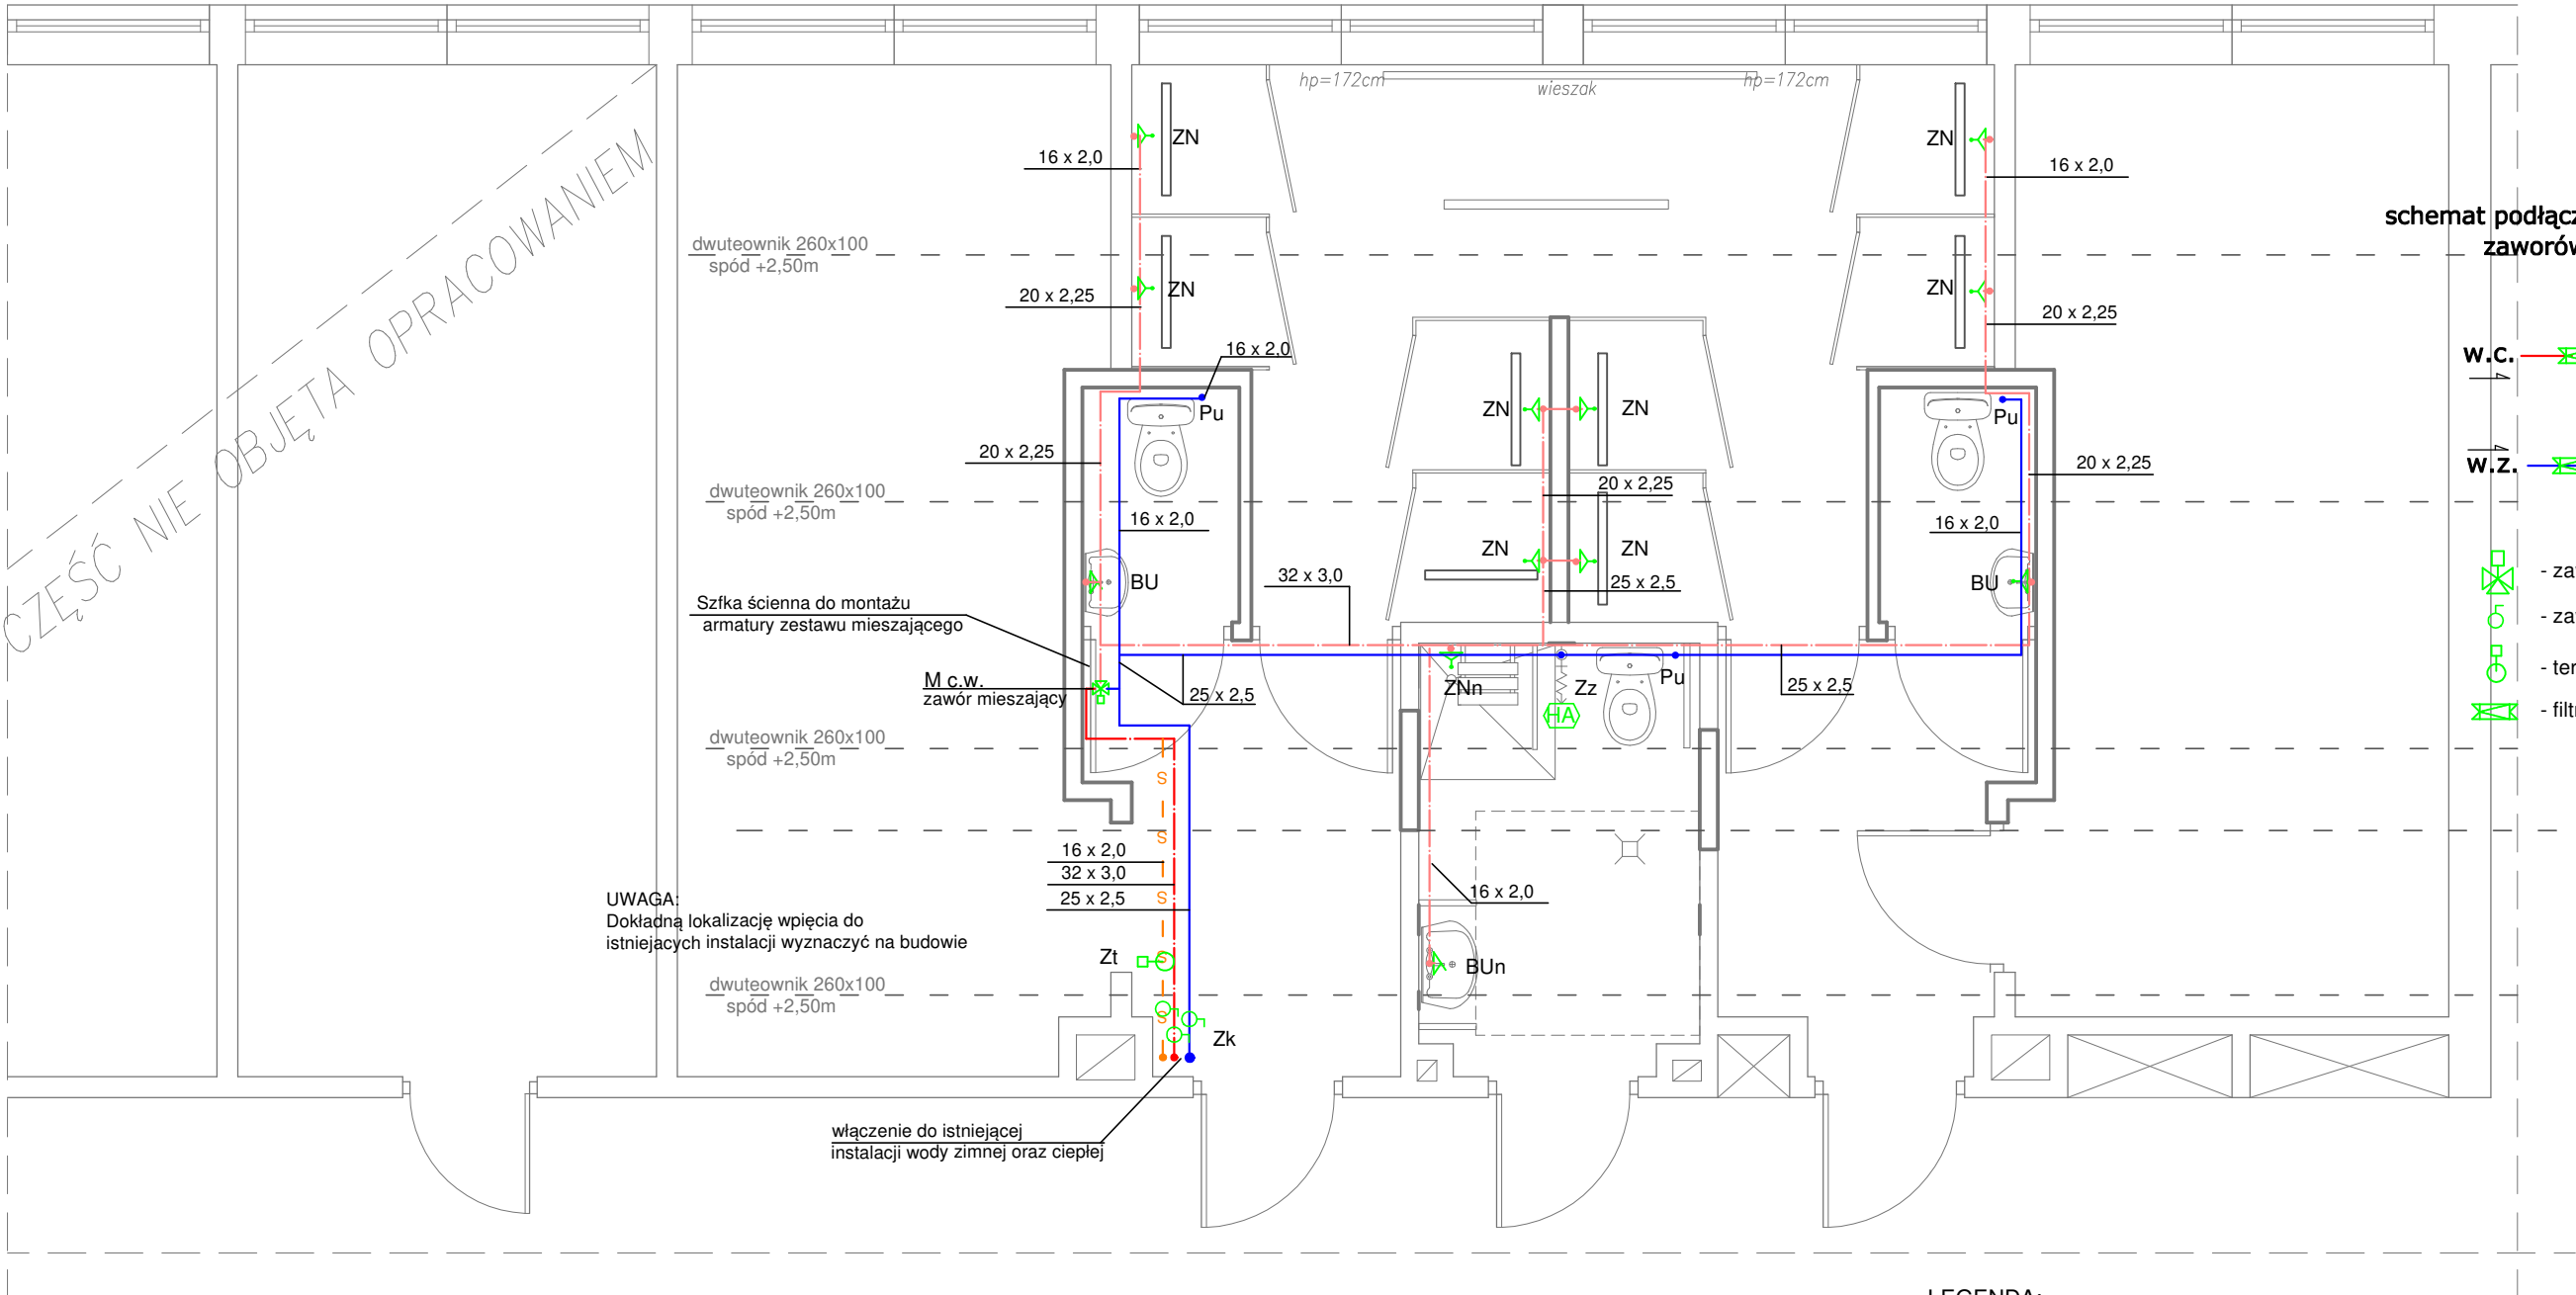 hp=172cm
wieszak
hp=172cm
ZN
ZN
16 x 2,0
16 x 2,0
CZĘŚĆ NIE OBJĘTA OPRACOWANIEM
dwuteownik 260x100
spód +2,50m
ZN
ZN
20 x 2,25
20 x 2,25
16 x 2,0
Pu
ZN
ZN
Pu
20 x 2,25
20 x 2,25
20 x 2,25
dwuteownik 260x100
spód +2,50m
16 x 2,0
16 x 2,0
ZN
ZN
BU
32 x 3,0
25 x 2,5
BU
Szfka ścienna do montażu
armatury zestawu mieszającego
M c.w.
zawór mieszający
25 x 2,5
ZNn
Zz
Pu
25 x 2,5
HA
dwuteownik 260x100
spód +2,50m
S
S
S
S
S
16 x 2,0
32 x 3,0
25 x 2,5
16 x 2,0
UWAGA:
Dokładną lokalizację wpięcia do
istniejacych instalacji wyznaczyć na budowie
Zt
BUn
dwuteownik 260x100
spód +2,50m
Zk
włączenie do istniejącej
instalacji wody zimnej oraz ciepłej
schemat podłącz
zaworów
w.c.
w.z.
- za
- za
- ter
- filt
LEGENDA: